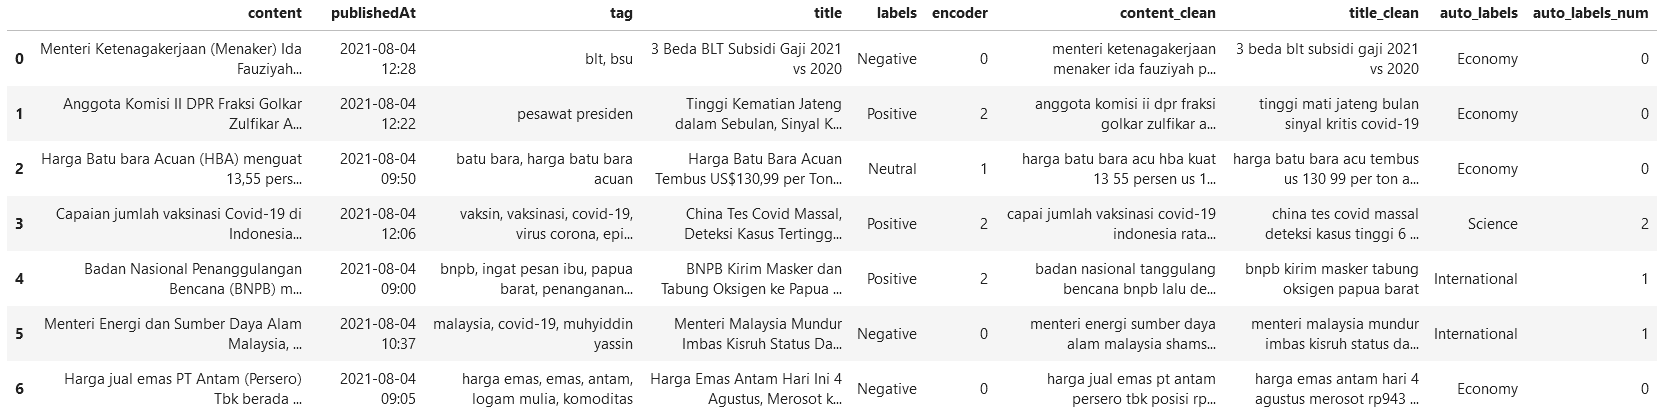 content publishedAt tag title labels encoder content_clean title_clean auto_labels auto_labels_num
0 Menteri Ketenagakerjaan (Menaker) Ida Fauziyah... 2021-08-04 12:28 blt, bsu 3 Beda BLT Subsidi Gaji 2021 vs 2020 Negative 0 menteri ketenagakerjaan menaker ida fauziyah p... 3 beda blt subsidi gaji 2021 vs 2020 Economy 0
1 Anggota Komisi II DPR Fraksi Golkar Zulfikar A... 2021-08-04 12:22 pesawat presiden Tinggi Kematian Jateng dalam Sebulan, Sinyal K... Positive 2 anggota komisi ii dpr fraksi golkar zulfikar a... tinggi mati jateng bulan sinyal kritis covid-19 Economy 0
2 Harga Batu bara Acuan (HBA) menguat 13,55 pers... 2021-08-04 09:50 batu bara, harga batu bara acuan Harga Batu Bara Acuan Tembus US$130,99 per Ton... Neutral 1 harga batu bara acu hba kuat 13 55 persen us 1... harga batu bara acu tembus us 130 99 per ton a... Economy 0
3 Capaian jumlah vaksinasi Covid-19 di Indonesia... 2021-08-04 12:06 vaksin, vaksinasi, covid-19, virus corona, epi... China Tes Covid Massal, Deteksi Kasus Tertingg... Positive 2 capai jumlah vaksinasi covid-19 indonesia rata... china tes covid massal deteksi kasus tinggi 6 ... Science 2
4 Badan Nasional Penanggulangan Bencana (BNPB) m... 2021-08-04 09:00 bnpb, ingat pesan ibu, papua barat, penanganan... BNPB Kirim Masker dan Tabung Oksigen ke Papua ... Positive 2 badan nasional tanggulang bencana bnpb lalu de... bnpb kirim masker tabung oksigen papua barat International 1
5 Menteri Energi dan Sumber Daya Alam Malaysia, ... 2021-08-04 10:37 malaysia, covid-19, muhyiddin yassin Menteri Malaysia Mundur Imbas Kisruh Status Da... Negative 0 menteri energi sumber daya alam malaysia shams... menteri malaysia mundur imbas kisruh status da... International 1
6 Harga jual emas PT Antam (Persero) Tbk berada ... 2021-08-04 09:05 harga emas, emas, antam, logam mulia, komoditas Harga Emas Antam Hari Ini 4 Agustus, Merosot k... Negative 0 harga jual emas pt antam persero tbk posisi rp... harga emas antam hari 4 agustus merosot rp943 ... Economy 0